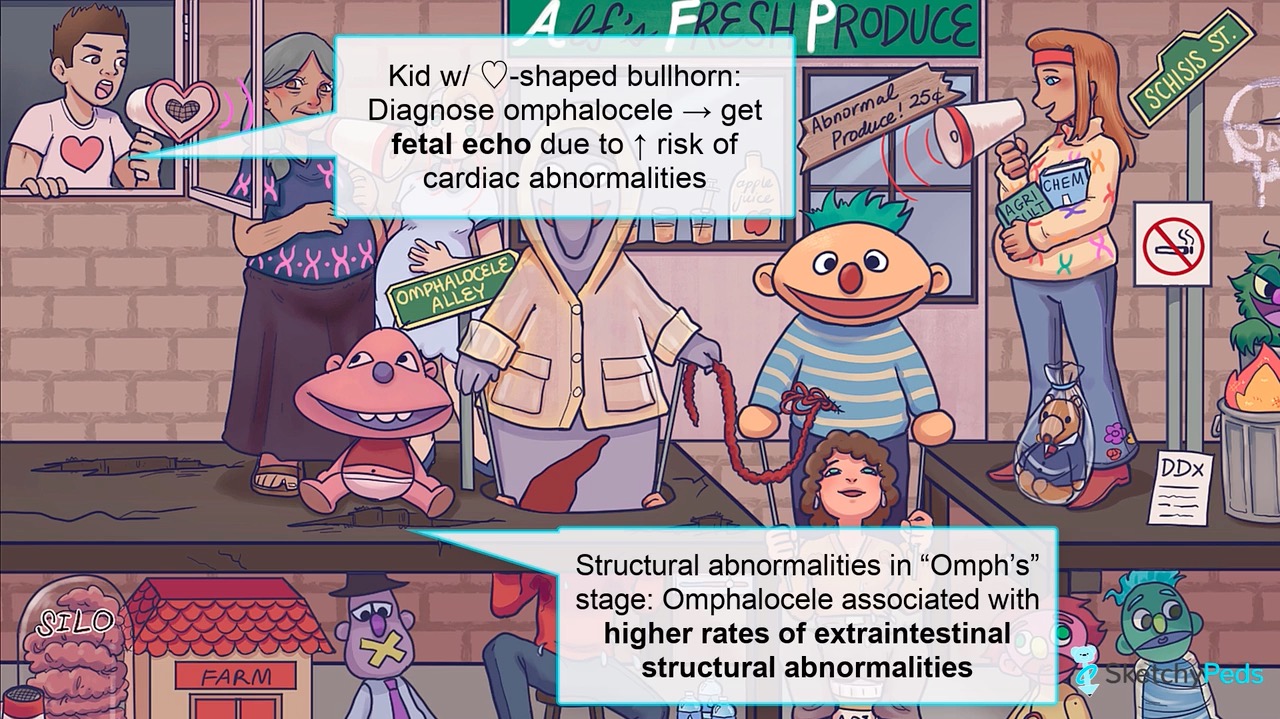 Alf's FRESH PRODUCE
Kid w/ ♡-shaped bullhorn:
Diagnose omphalocele → get
fetal echo due to ↑ risk of
cardiac abnormalities
Abnormal
Produce! 25¢
SCHISIS ST.
apple
juice
CHEM
AGRI
CULT
OMPHALOCELE
ALLEY
DDx
Structural abnormalities in “Omph’s”
stage: Omphalocele associated with
higher rates of extraintestinal
structural abnormalities
SILO
FARM
SketchyPeds